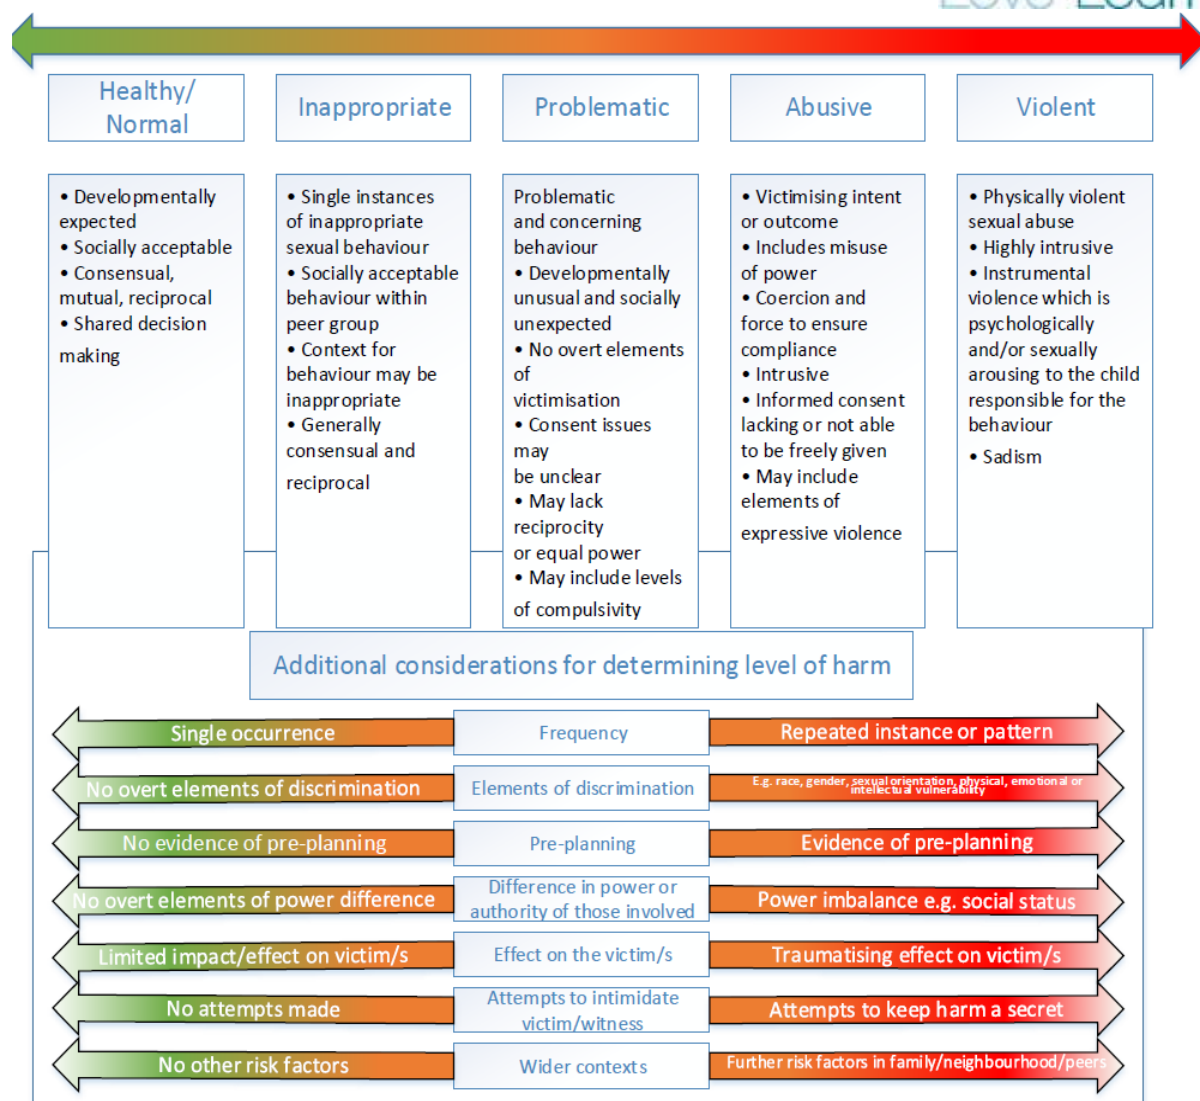 Healthy/
Normal
Inappropriate
Problematic
Abusive
Violent
• Developmentally
expected
• Socially acceptable
• Consensual,
mutual, reciprocal
• Shared decision
making
• Single instances
of inappropriate
sexual behaviour
• Socially acceptable
behaviour within
peer group
• Context for
behaviour may be
inappropriate
• Generally
consensual and
reciprocal
Problematic
and concerning
behaviour
• Developmentally
unusual and socially
unexpected
• No overt elements
of
victimisation
• Consent issues
may
be unclear
• May lack
reciprocity
or equal power
• May include levels
of compulsivity
• Victimising intent
or outcome
• Includes misuse
of power
• Coercion and
force to ensure
compliance
• Intrusive
• Informed consent
lacking or not able
to be freely given
• May include
elements of
expressive violence
• Physically violent
sexual abuse
• Highly intrusive
• Instrumental
violence which is
psychologically
and/or sexually
arousing to the child
responsible for the
behaviour
• Sadism
Additional considerations for determining level of harm
Single occurrence
Frequency
Repeated instance or pattern
No overt elements of discrimination
Elements of discrimination
E.g. race, gender, sexual orientation, physical, emotional or
intellectual vulnerability
No evidence of pre-planning
Pre-planning
Evidence of pre-planning
No overt elements of power difference
Difference in power or
authority of those involved
Power imbalance e.g. social status
Limited impact/effect on victim/s
Effect on the victim/s
Traumatising effect on victim/s
No attempts made
Attempts to intimidate
victim/witness
Attempts to keep harm a secret
No other risk factors
Wider contexts
Further risk factors in family/neighbourhood/peers